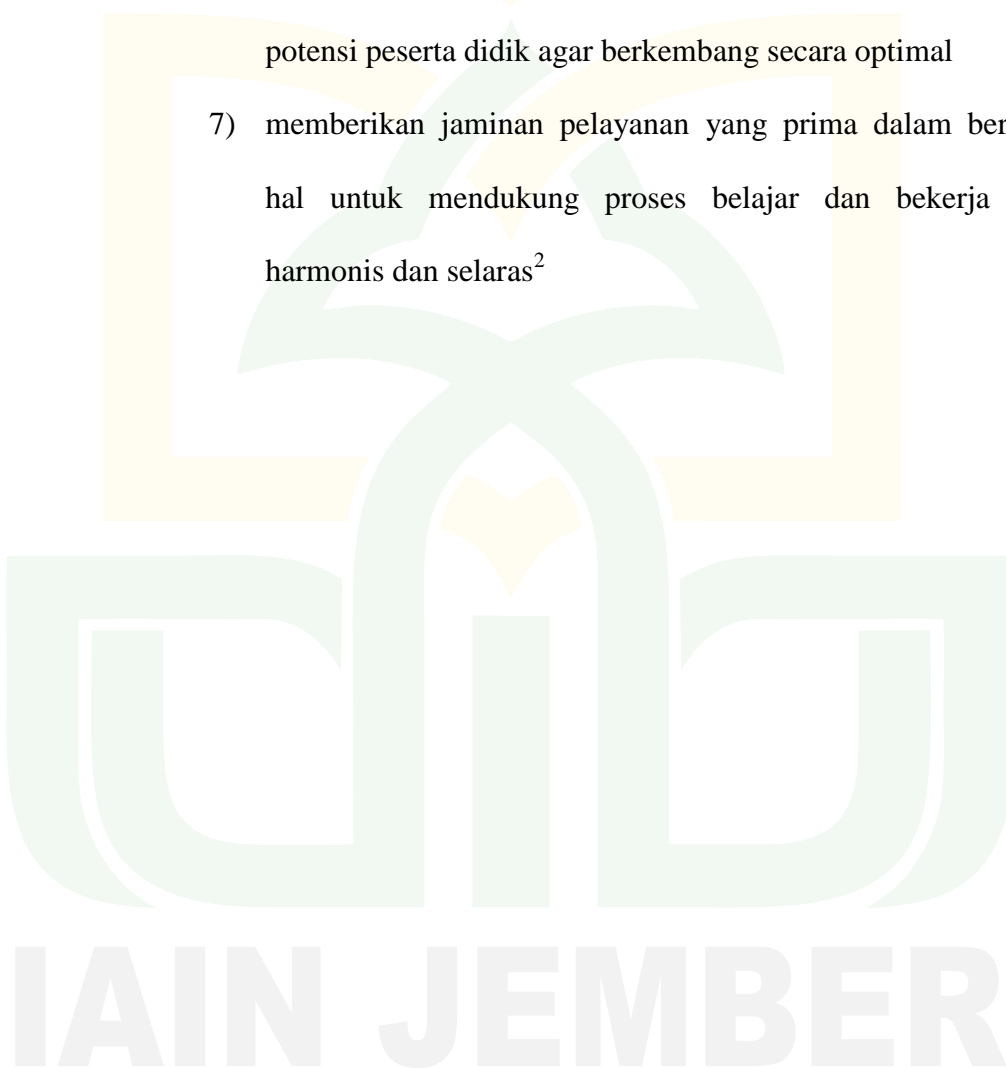 potensi peserta didik agar berkembang secara optimal
7) memberikan jaminan pelayanan yang prima dalam ber
hal untuk mendukung proses belajar dan bekerja
harmonis dan selaras²
IAIN JEMBER